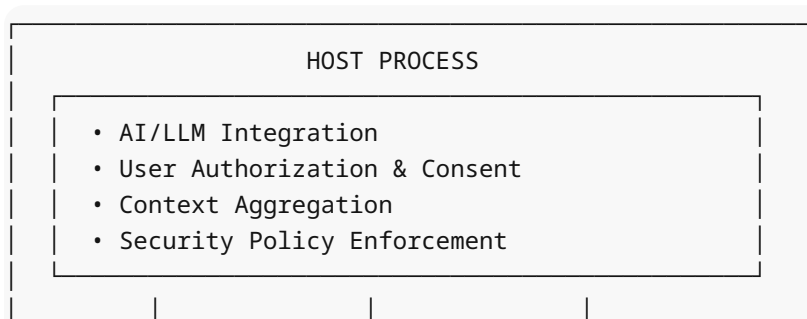 HOST PROCESS
• AI/LLM Integration
• User Authorization & Consent
• Context Aggregation
• Security Policy Enforcement